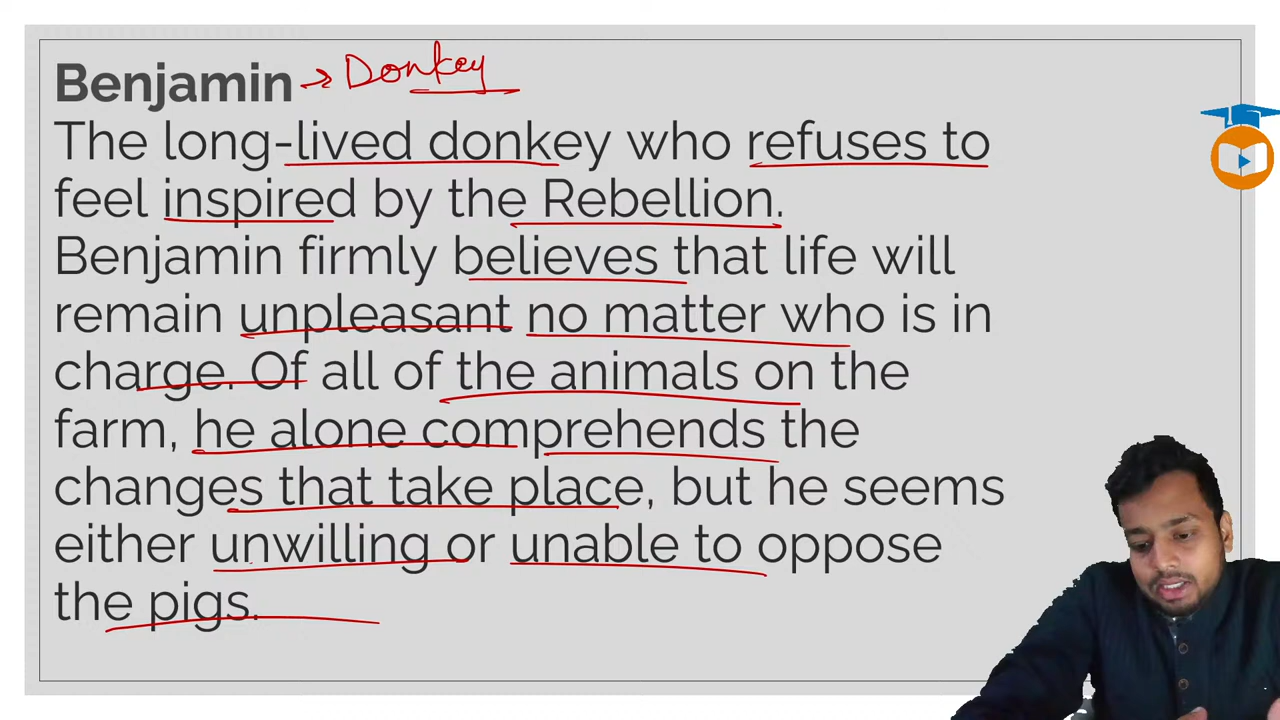 Benjamin → Donkey
The long-lived donkey who refuses to
feel inspired by the Rebellion.
Benjamin firmly believes that life will
remain unpleasant no matter who is in
charge. Of all of the animals on the
farm, he alone comprehends the
changes that take place, but he seems
either unwilling or unable to oppose
the pigs.